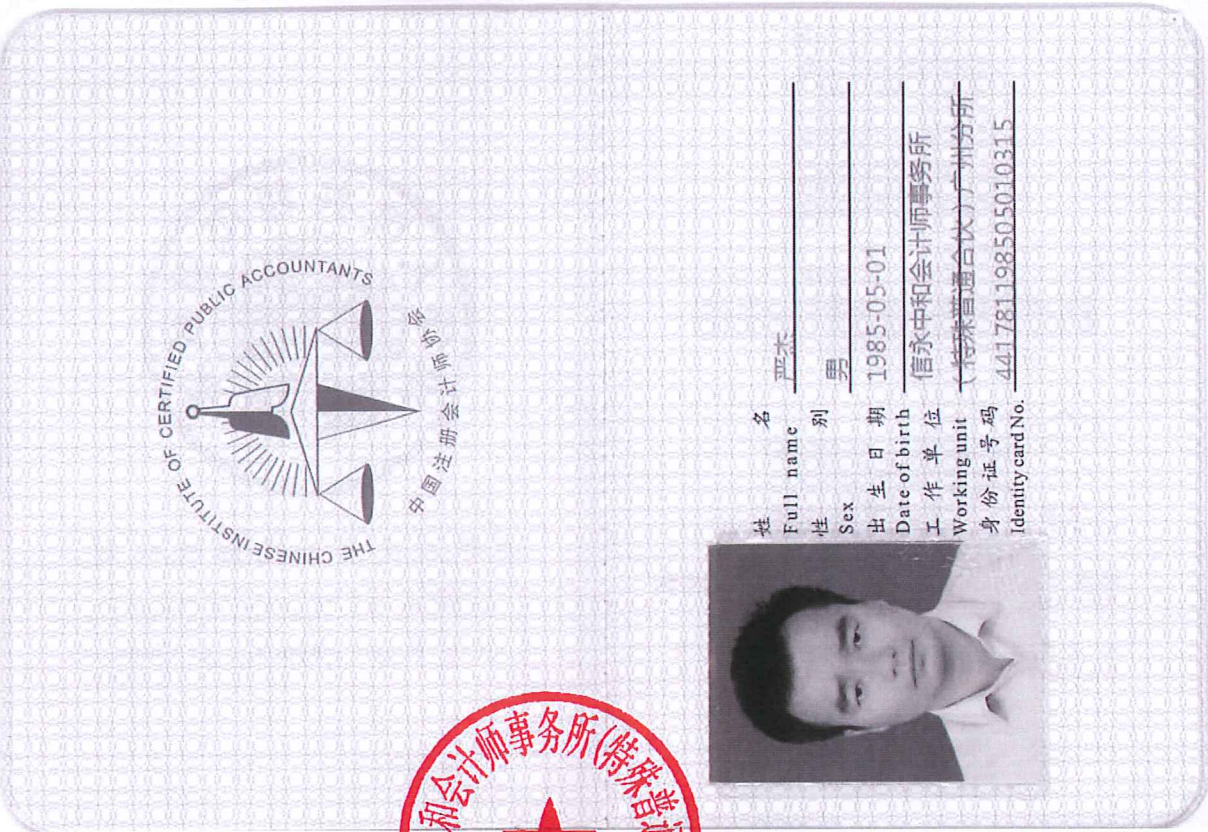 THE CHINESE INSTITUTE OF CERTIFIED PUBLIC ACCOUNTANTS
中国注册会计师协会
姓 名 严杰
Full name
性 别 男
Sex
出生日期 1985-05-01
Date of birth
工作单位 信永中和会计师事务所
Working unit (特殊普通合伙)广州分所
身份证号码 441781198505010315
Identity card No.
和会计师事务所(特殊普通